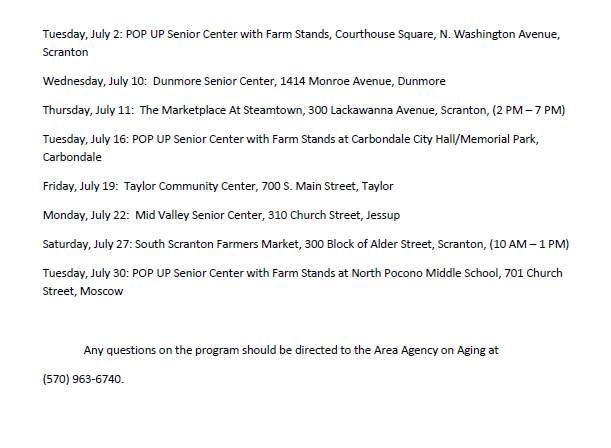 Tuesday, July 2: POP UP Senior Center with Farm Stands, Courthouse Square, N. Washington Avenue,
Scranton
Wednesday, July 10:  Dunmore Senior Center, 1414 Monroe Avenue, Dunmore
Thursday, July 11:  The Marketplace At Steamtown, 300 Lackawanna Avenue, Scranton, (2 PM – 7 PM)
Tuesday, July 16: POP UP Senior Center with Farm Stands at Carbondale City Hall/Memorial Park,
Carbondale
Friday, July 19:  Taylor Community Center, 700 S. Main Street, Taylor
Monday, July 22:  Mid Valley Senior Center, 310 Church Street, Jessup
Saturday, July 27: South Scranton Farmers Market, 300 Block of Alder Street, Scranton, (10 AM – 1 PM)
Tuesday, July 30: POP UP Senior Center with Farm Stands at North Pocono Middle School, 701 Church
Street, Moscow
Any questions on the program should be directed to the Area Agency on Aging at
(570) 963-6740.